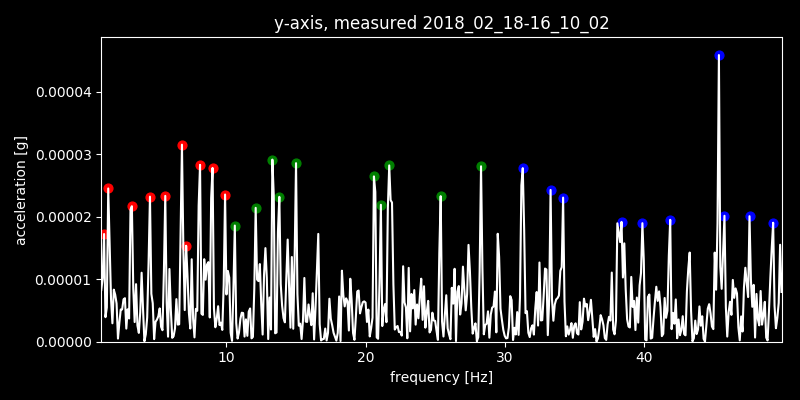 y-axis, measured 2018_02_18-16_10_02
acceleration [g]
0.00004
0.00003
0.00002
0.00001
0.00000
10 20 30 40
frequency [Hz]